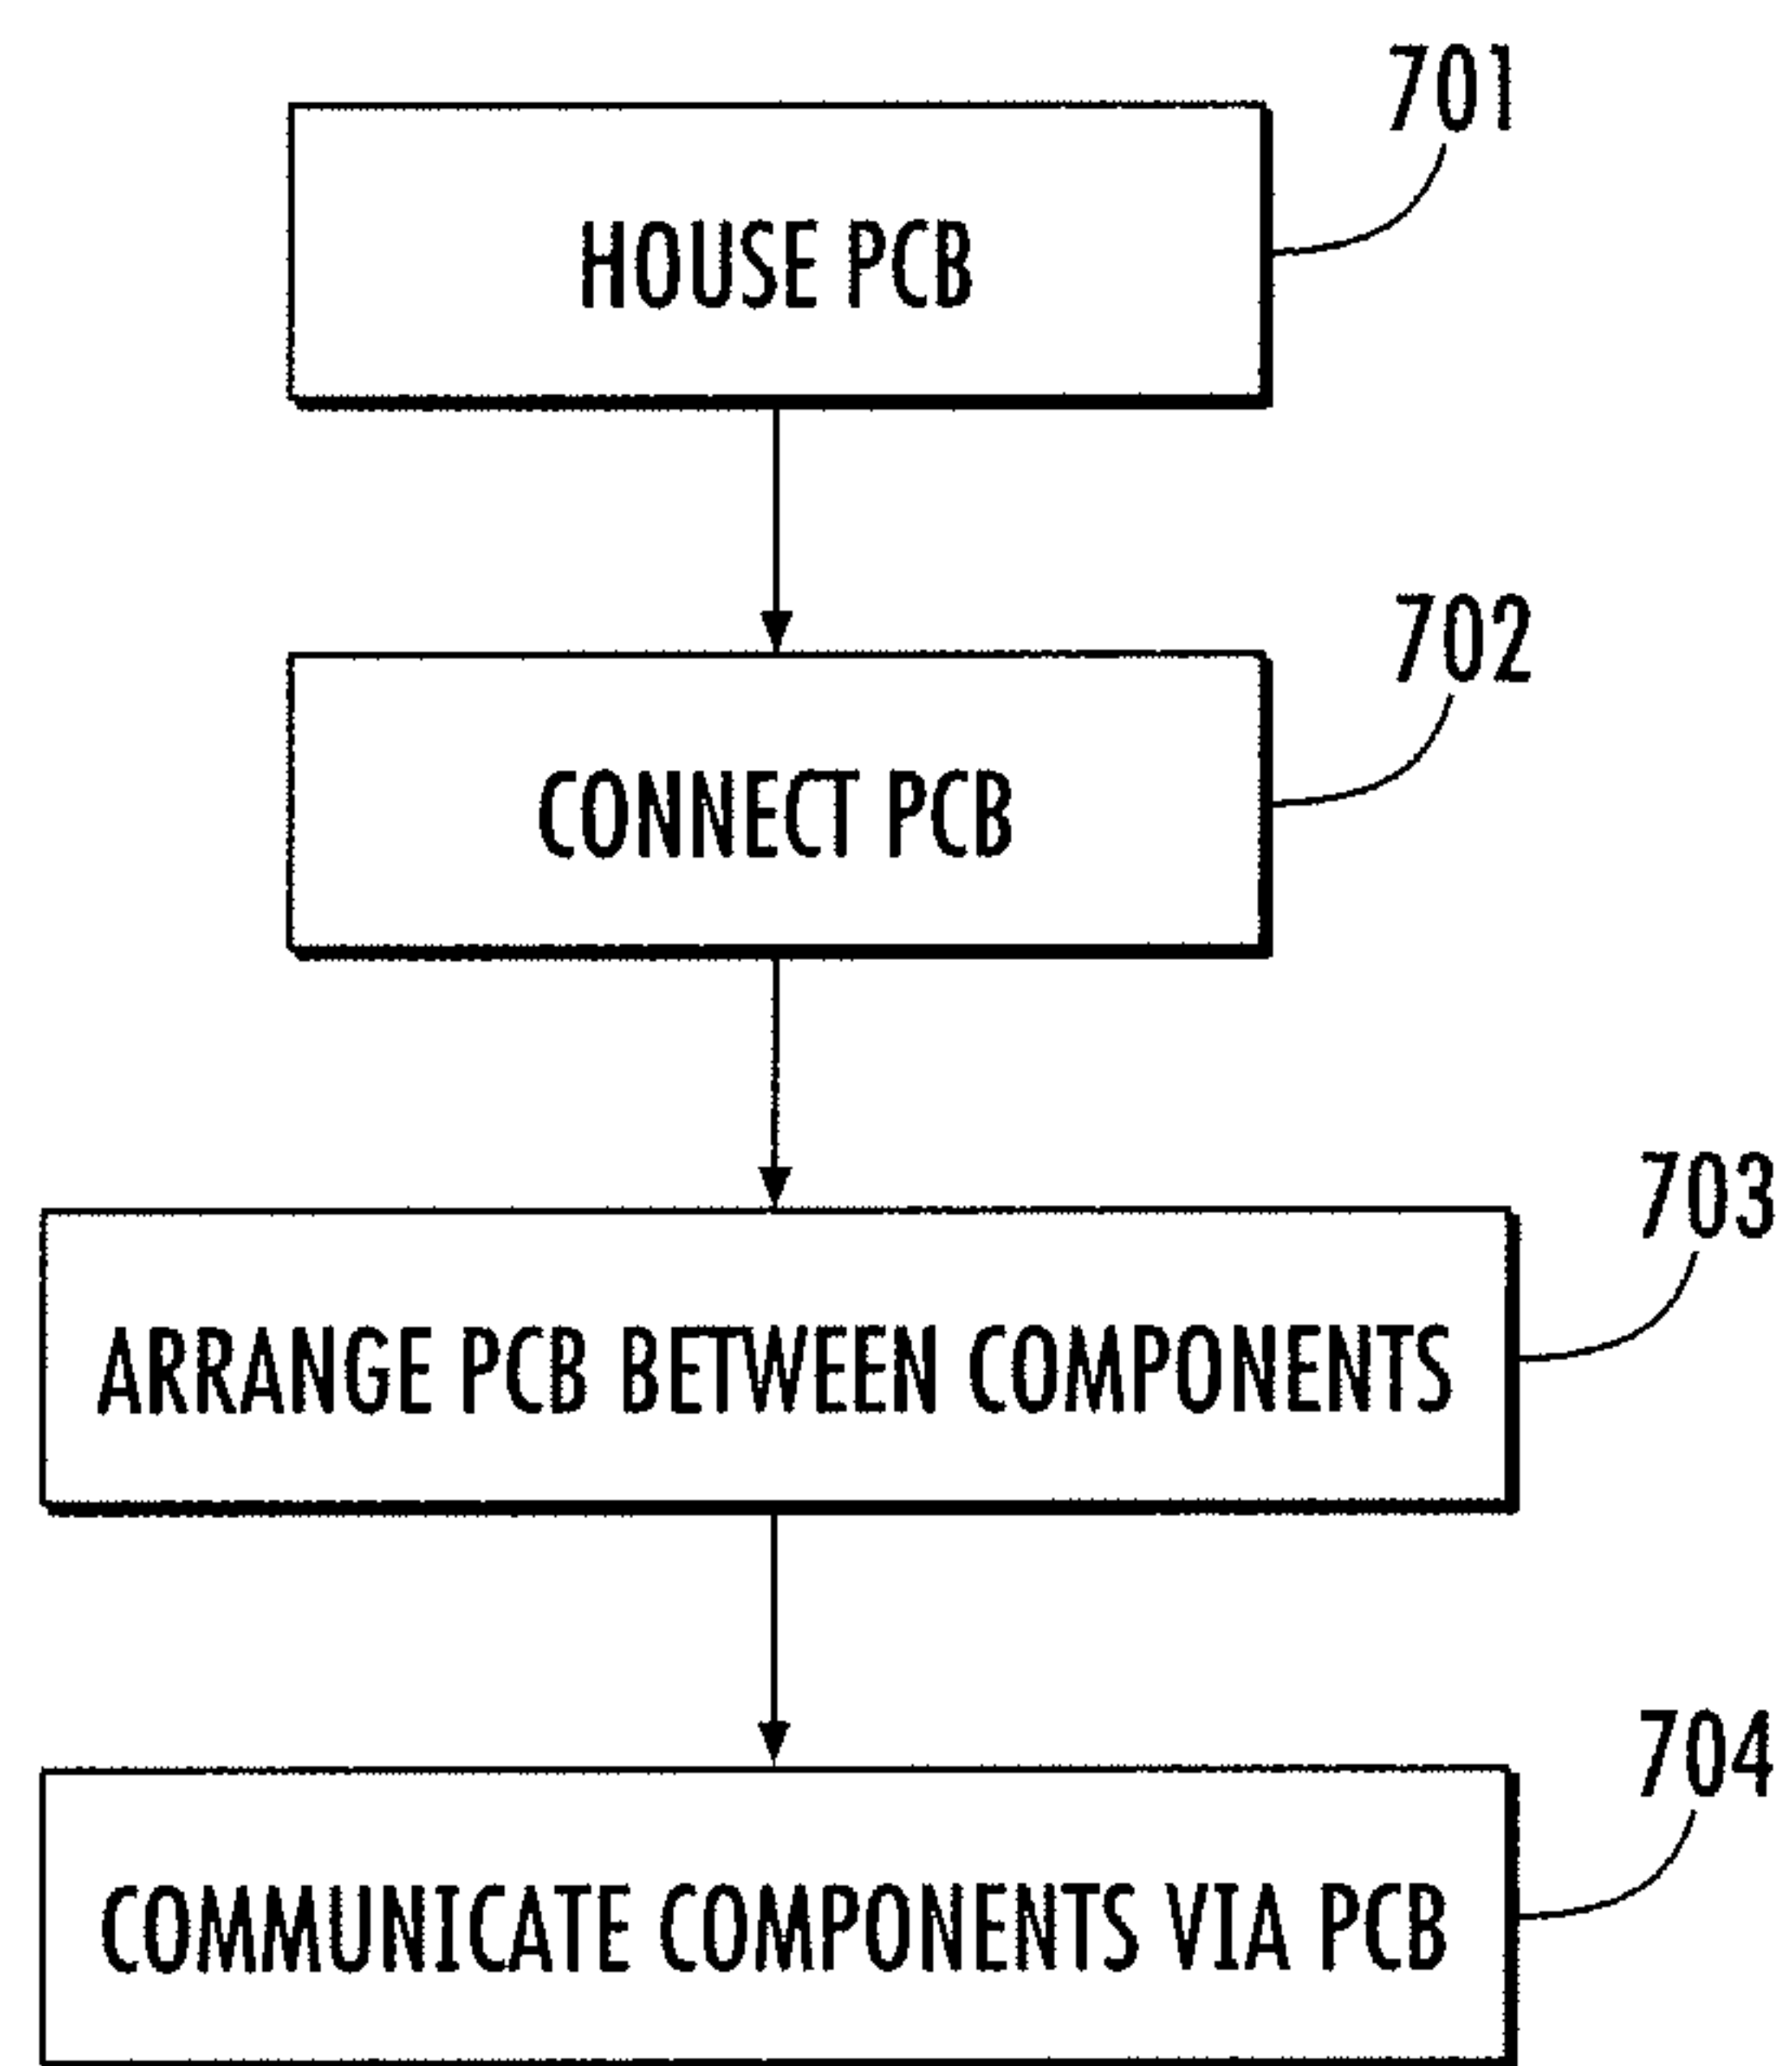 701
HOUSE PCB
702
CONNECT PCB
703
ARRANGE PCB BETWEEN COMPONENTS
704
COMMUNICATE COMPONENTS VIA PCB